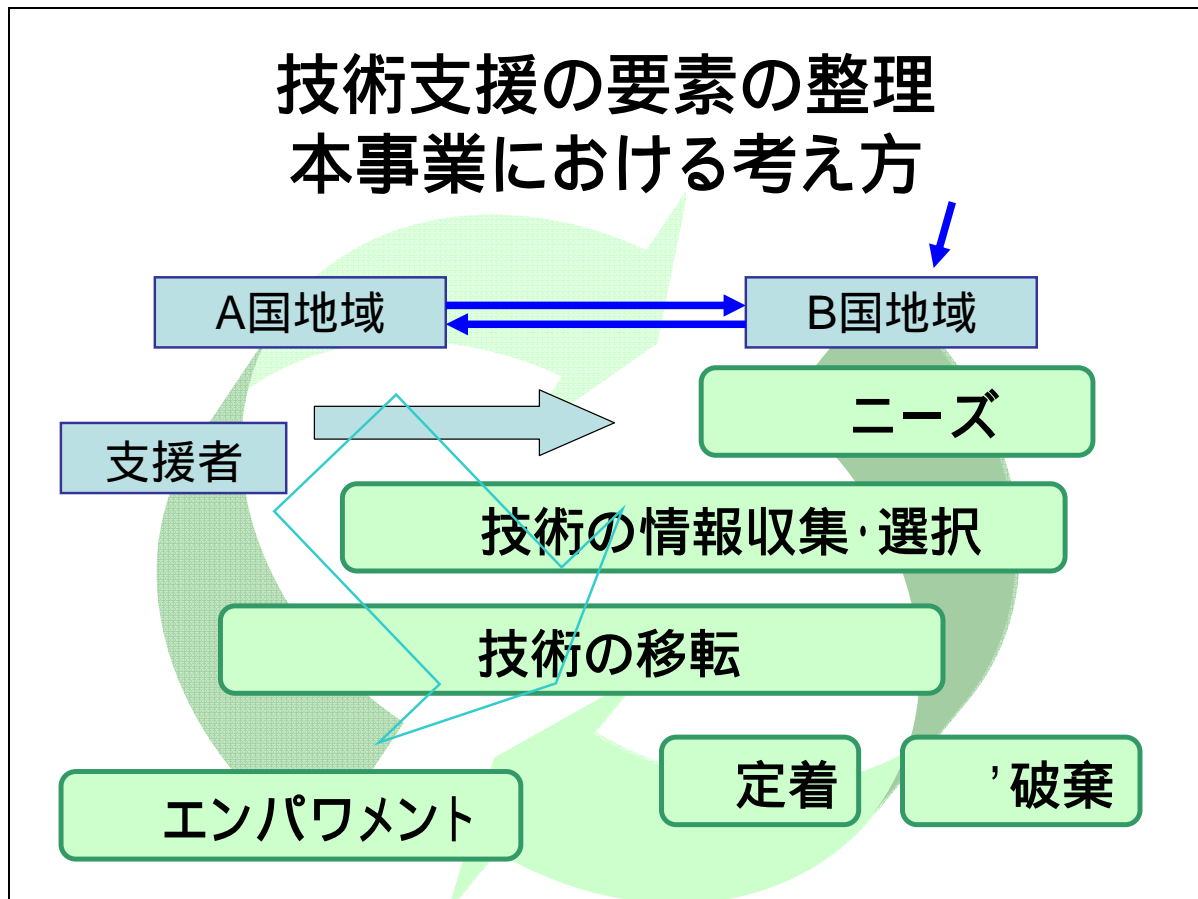 技術支援の要素の整理
本事業における考え方
A国地域
B国地域
ニーズ
支援者
技術の情報収集・選択
技術の移転
定着
’破棄
エンパワメント